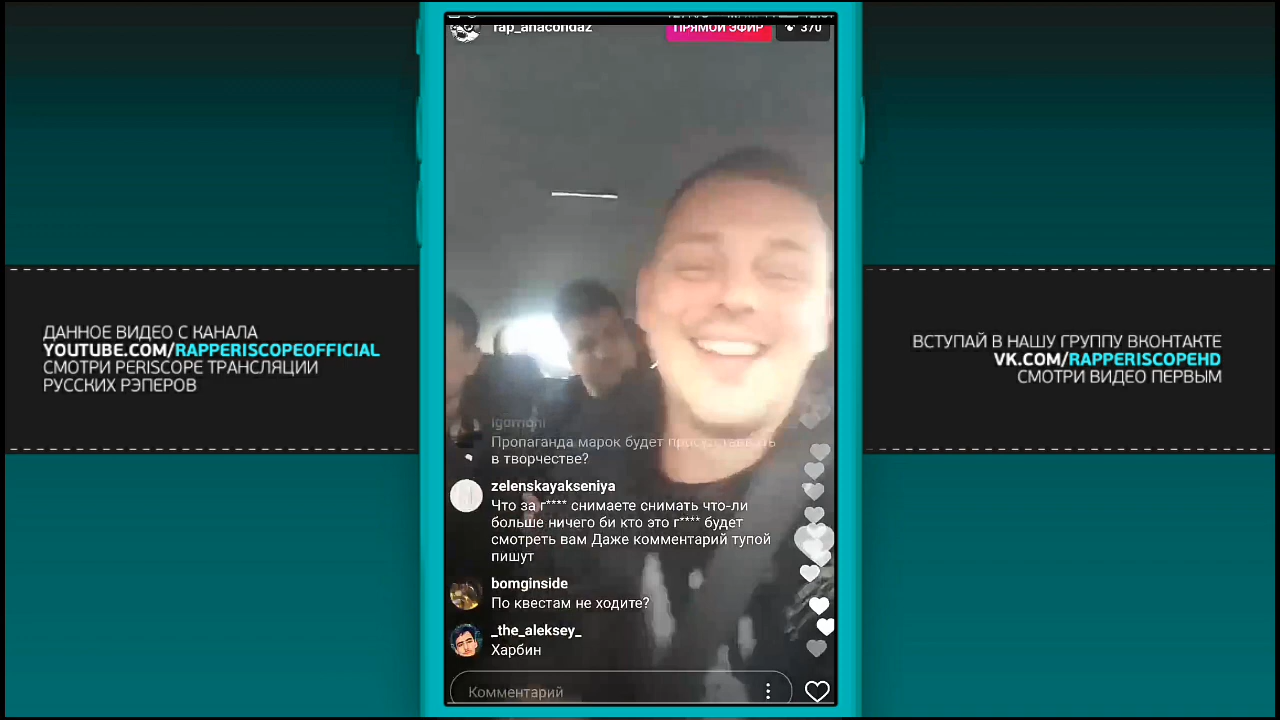 rap_anacondaz
ПРЯМОЙ ЭФИР
370
ДАННОЕ ВИДЕО С КАНАЛА
YOUTUBE.COM/RAPPERISCOPEOFFICIAL
СМОТРИ PERISCOPE ТРАНСЛЯЦИИ
РУССКИХ РЭПЕРОВ
ВСТУПАЙ В НАШУ ГРУППУ ВКОНТАКТЕ
VK.COM/RAPPERISCOPEHD
СМОТРИ ВИДЕО ПЕРВЫМ
Пропаганда марок будет присутствовать
в творчестве?
zelenskayakseniya
Что за г**** снимаете снимать что-ли
больше ничего би кто это г**** будет
смотреть вам Даже комментарий тупой
пишут
bomginside
По квестам не ходите?
_the_aleksey_
Харбин
Комментарий